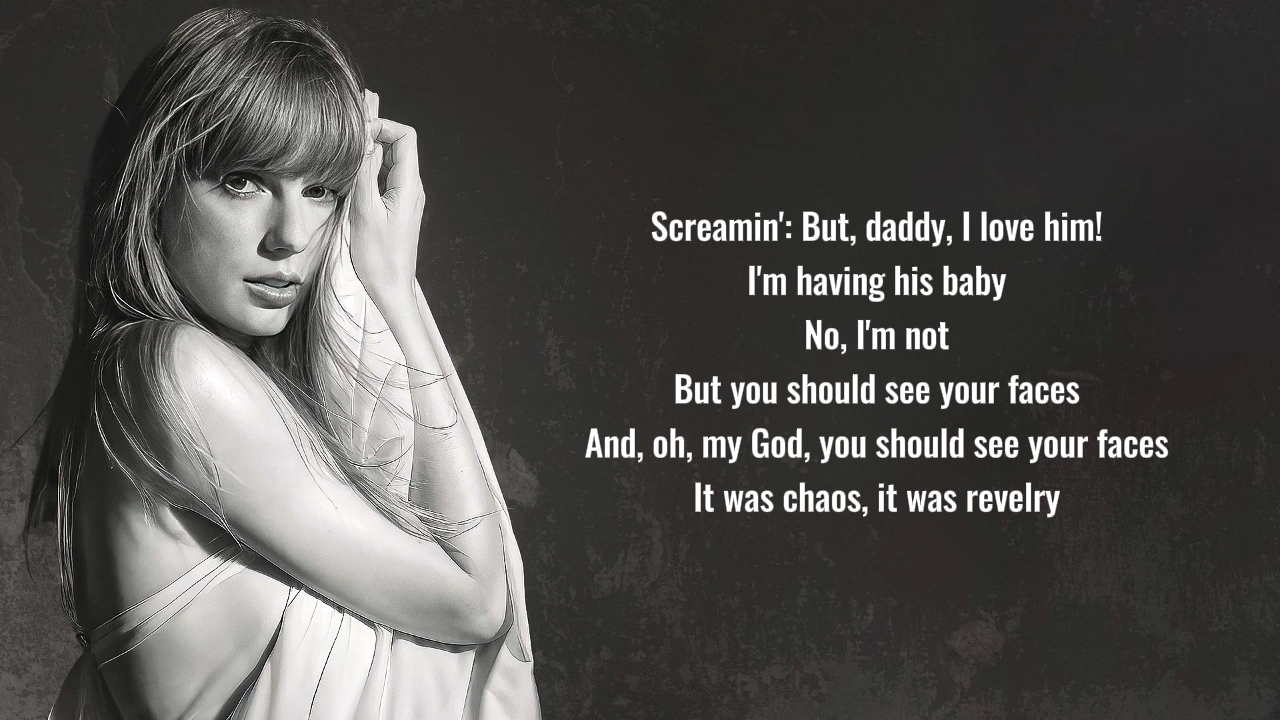 Screamin': But, daddy, I love him!
I'm having his baby
No, I'm not
But you should see your faces
And, oh, my God, you should see your faces
It was chaos, it was revelry